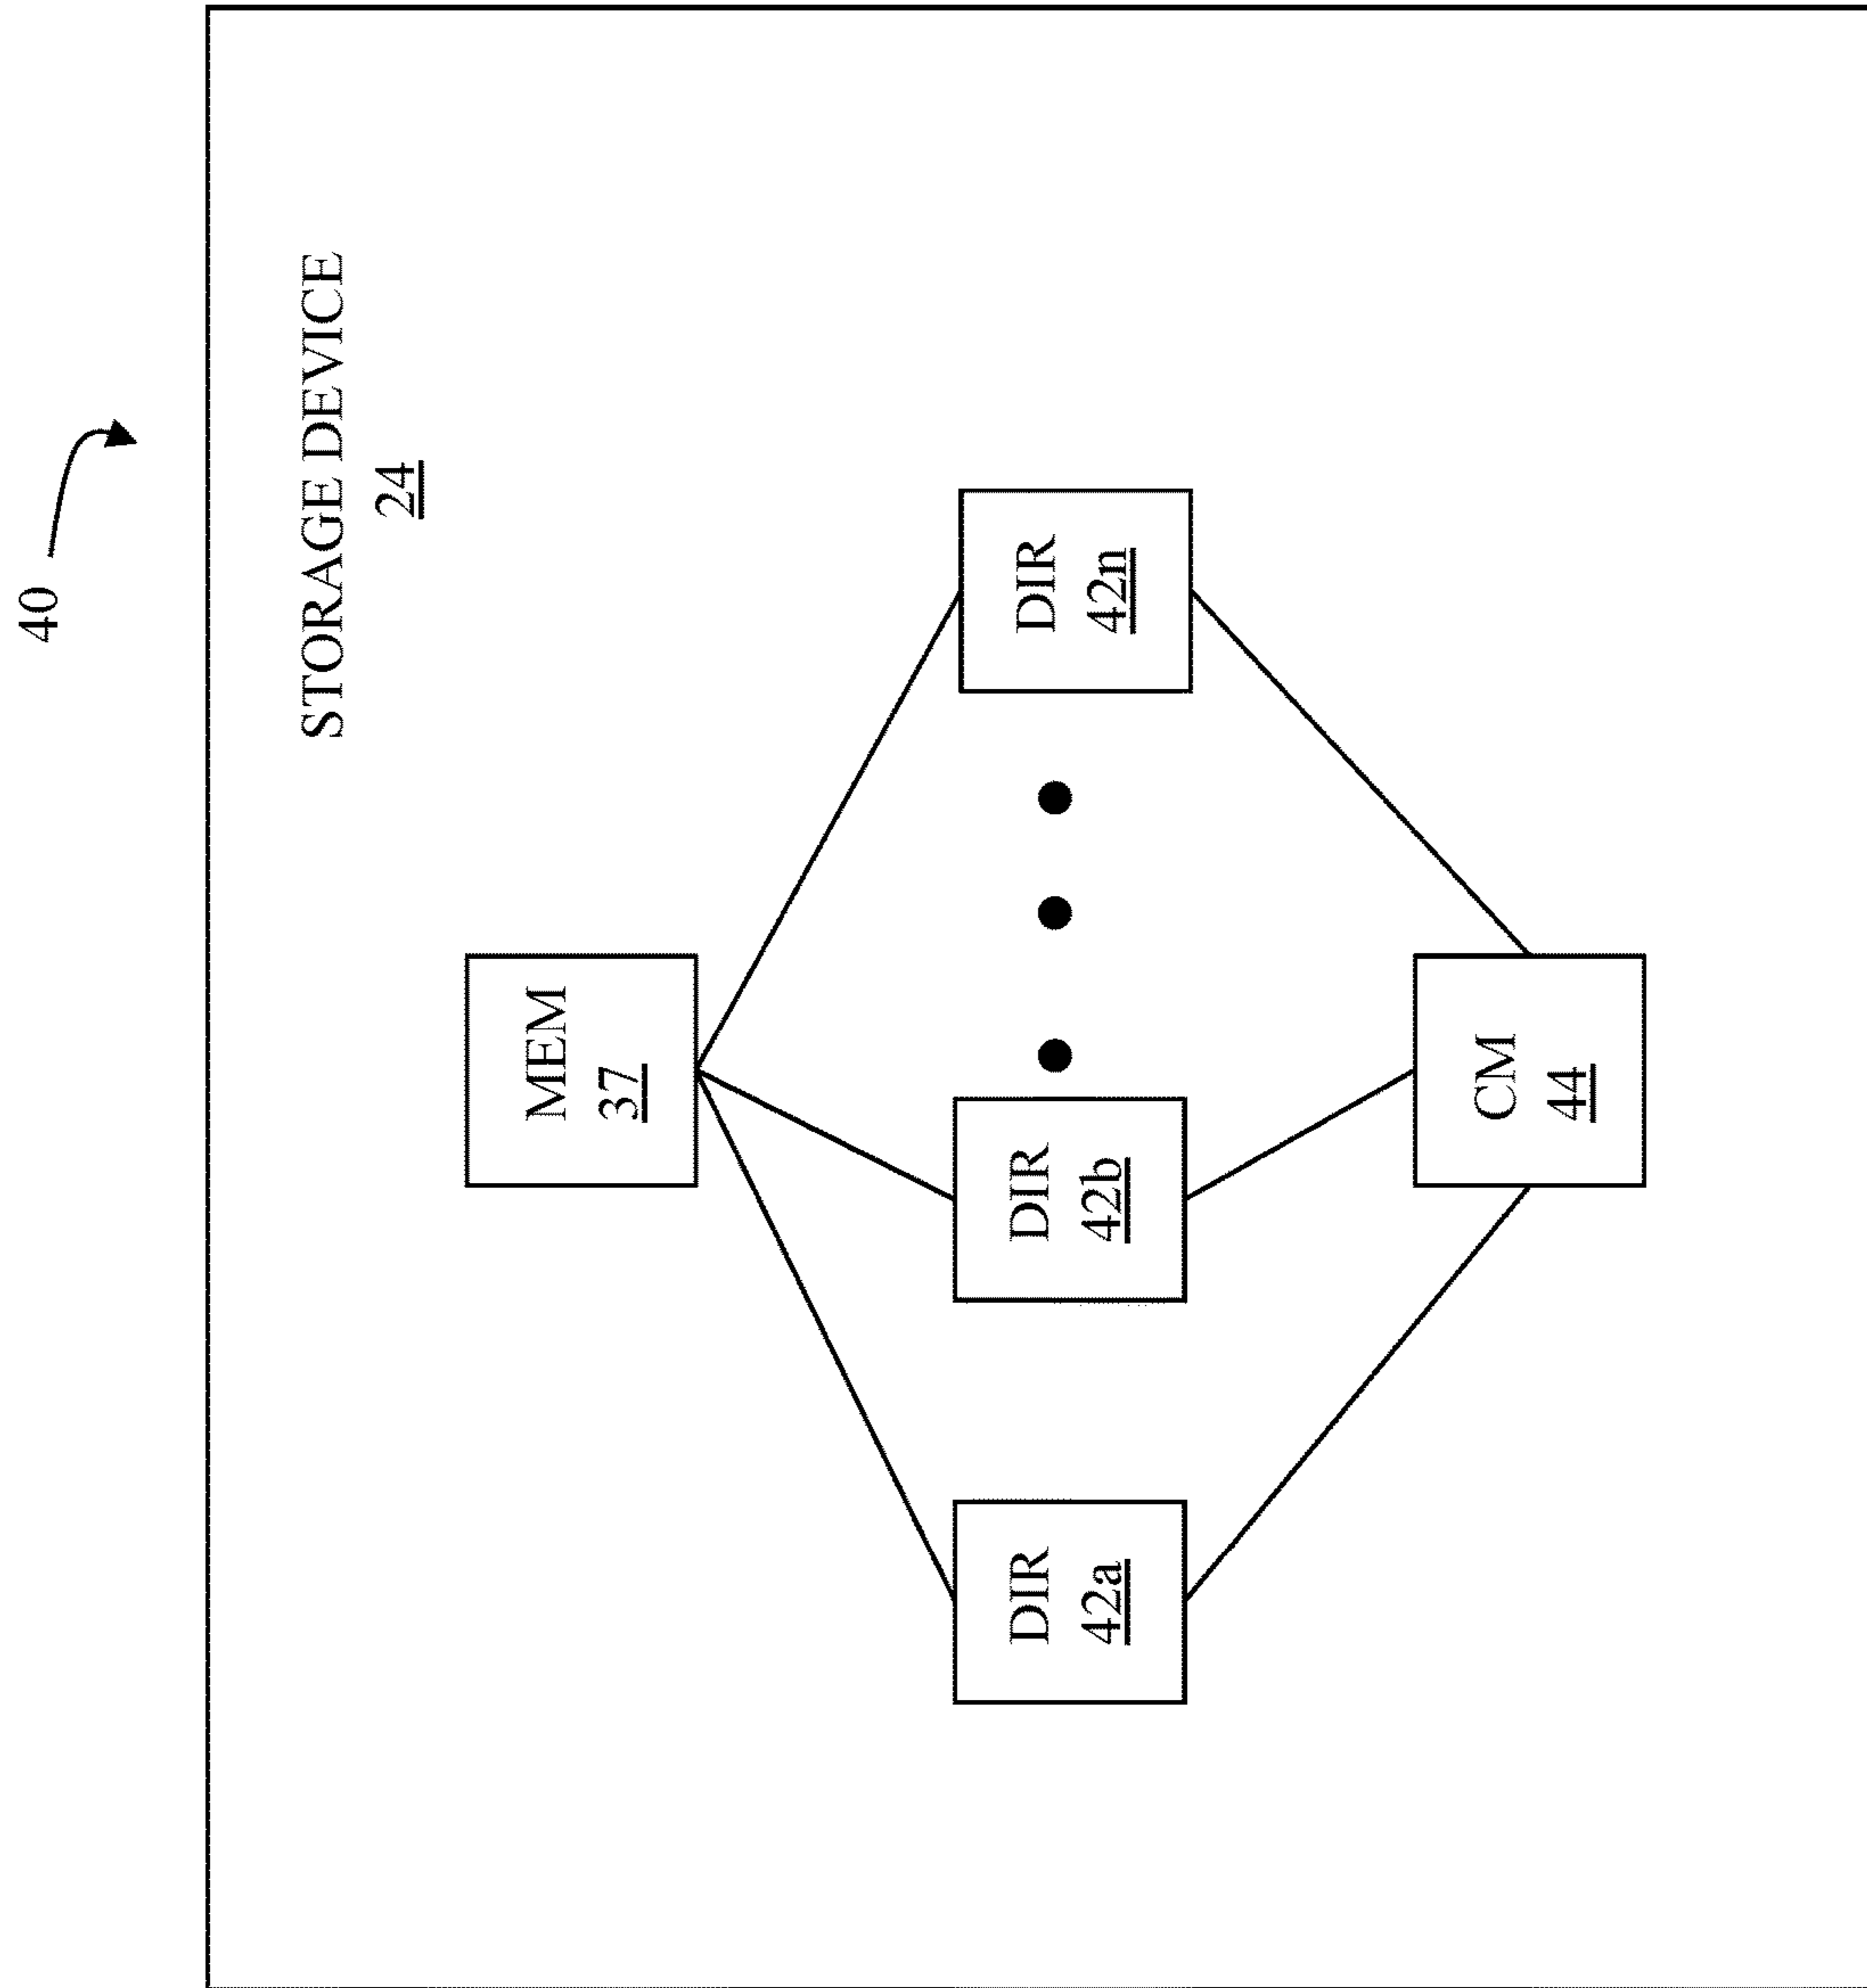 40
STORAGE DEVICE
24
MEM
37
DIR
42a
DIR
42b
DIR
42n
CM
44